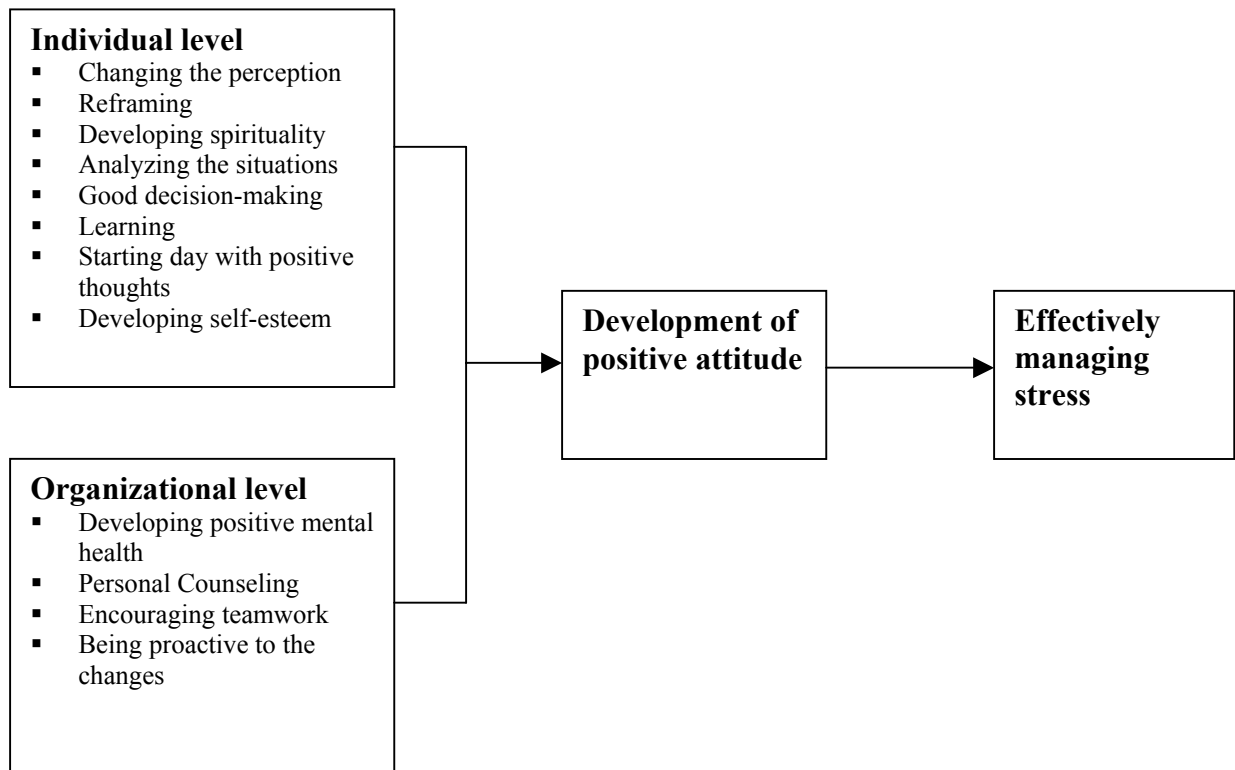 Individual level
▪ Changing the perception
▪ Reframing
▪ Developing spirituality
▪ Analyzing the situations
▪ Good decision-making
▪ Learning
▪ Starting day with positive
thoughts
▪ Developing self-esteem
Development of
positive attitude
Effectively
managing
stress
Organizational level
▪ Developing positive mental
health
▪ Personal Counseling
▪ Encouraging teamwork
▪ Being proactive to the
changes